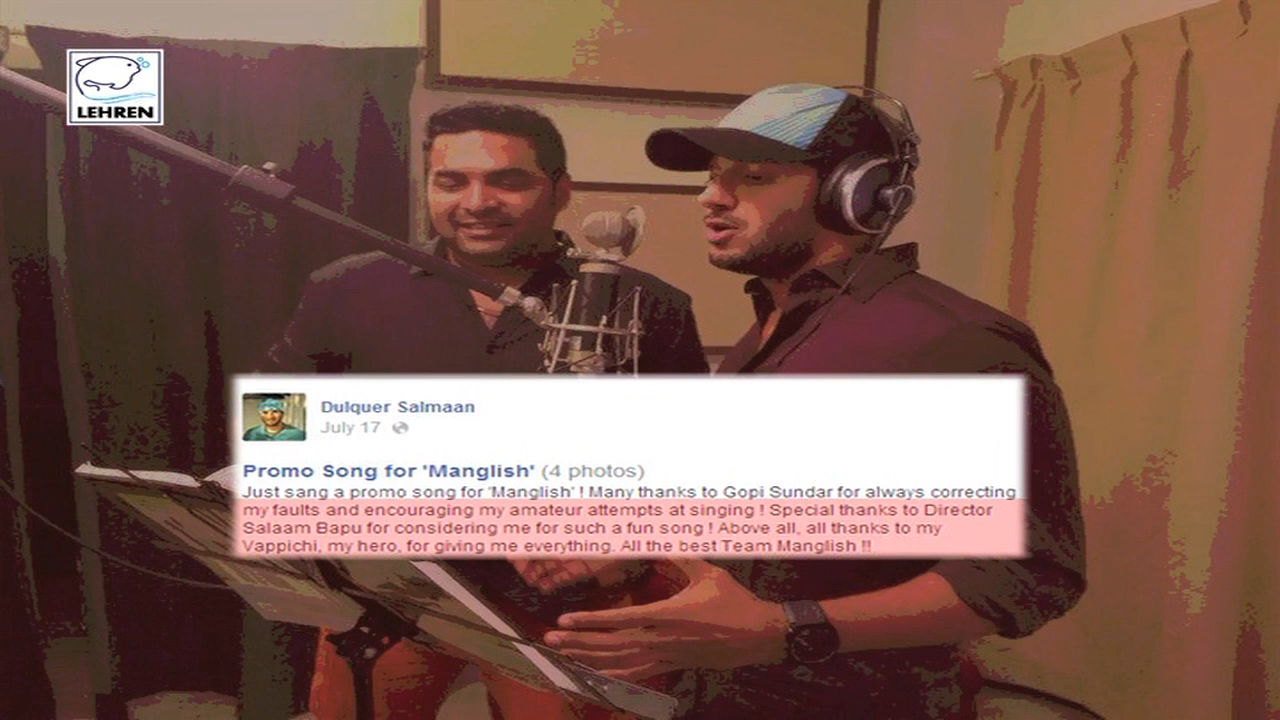 LEHREN
Dulquer Salmaan
July 17
Promo Song for 'Manglish' (4 photos)
Just sang a promo song for 'Manglish' ! Many thanks to Gopi Sundar for always correcting
my faults and encouraging my amateur attempts at singing ! Special thanks to Director
Salaam Bapu for considering me for such a fun song ! Above all, all thanks to my
Vappichi, my hero, for giving me everything. All the best Team Manglish !!